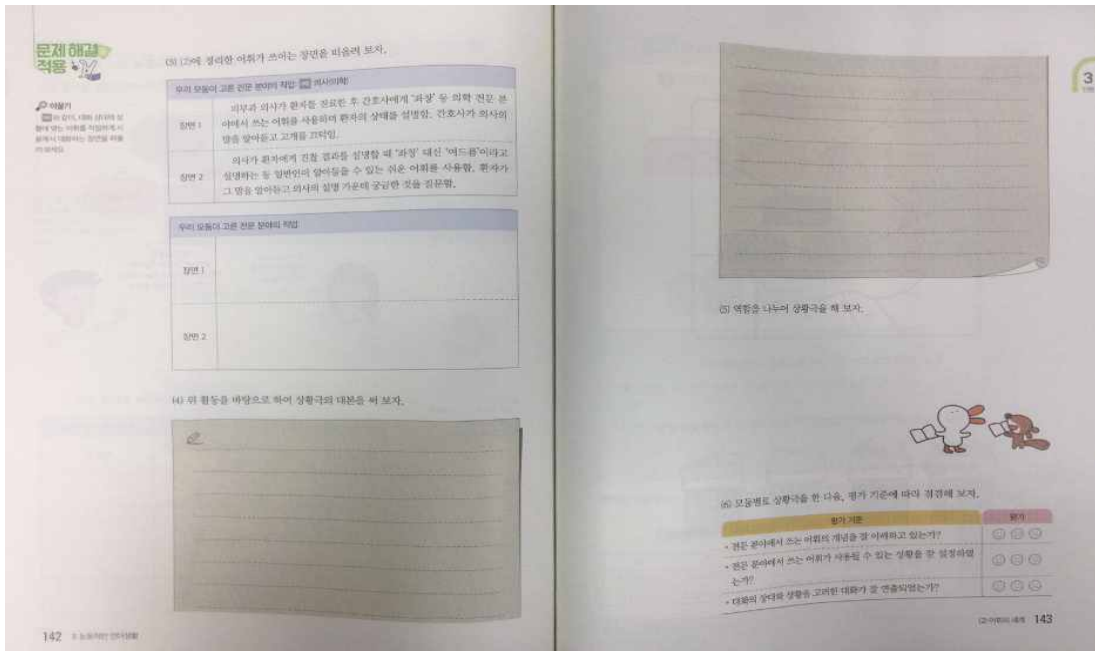 문제 해결
적용
(3) (2)에 정리한 어휘가 쓰이는 장면을 떠올려 보자.
우리 모둠이 고른 전문 분야의 직업: 의사(의학)
장면 1
피부과 의사가 환자를 진료한 후 간호사에게 '좌창' 등 의학 전문 분
야에서 쓰는 어휘를 사용하며 환자의 상태를 설명함. 간호사가 의사의
말을 알아듣고 고개를 끄덕임.
장면 2
의사가 환자에게 진찰 결과를 설명할 때 '좌창' 대신 '여드름'이라고
설명하는 등 일반인이 알아들을 수 있는 쉬운 어휘를 사용함. 환자가
그 말을 알아듣고 의사의 설명 가운데 궁금한 것을 질문함.
우리 모둠이 고른 전문 분야의 직업:
장면 1
장면 2
(4) 위 활동을 바탕으로 하여 상황극의 대본을 써 보자.
142
3
(5) 역할을 나누어 상황극을 해 보자.
(6) 모둠별로 상황극을 한 다음, 평가 기준에 따라 점검해 보자.
평가 기준 평가
• 전문 분야에서 쓰는 어휘의 개념을 잘 이해하고 있는가?
• 전문 분야에서 쓰는 어휘가 사용될 수 있는 상황을 잘 설정하였
는가?
• 대화의 상대와 상황을 고려한 대화가 잘 연출되었는가?
(2) 어휘의 세계 143